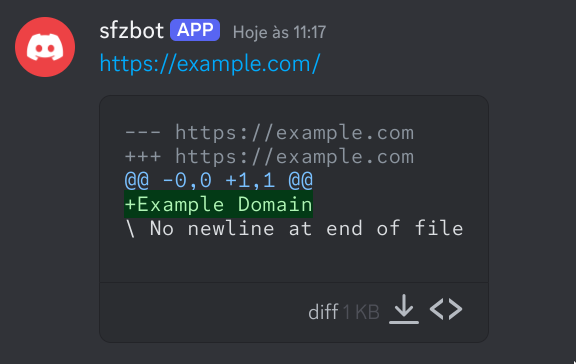 sfzbot APP Hoje às 11:17
https://example.com/
--- https://example.com
+++ https://example.com
@@ -0,0 +1,1 @@
+Example Domain
\ No newline at end of file
diff 1 KB